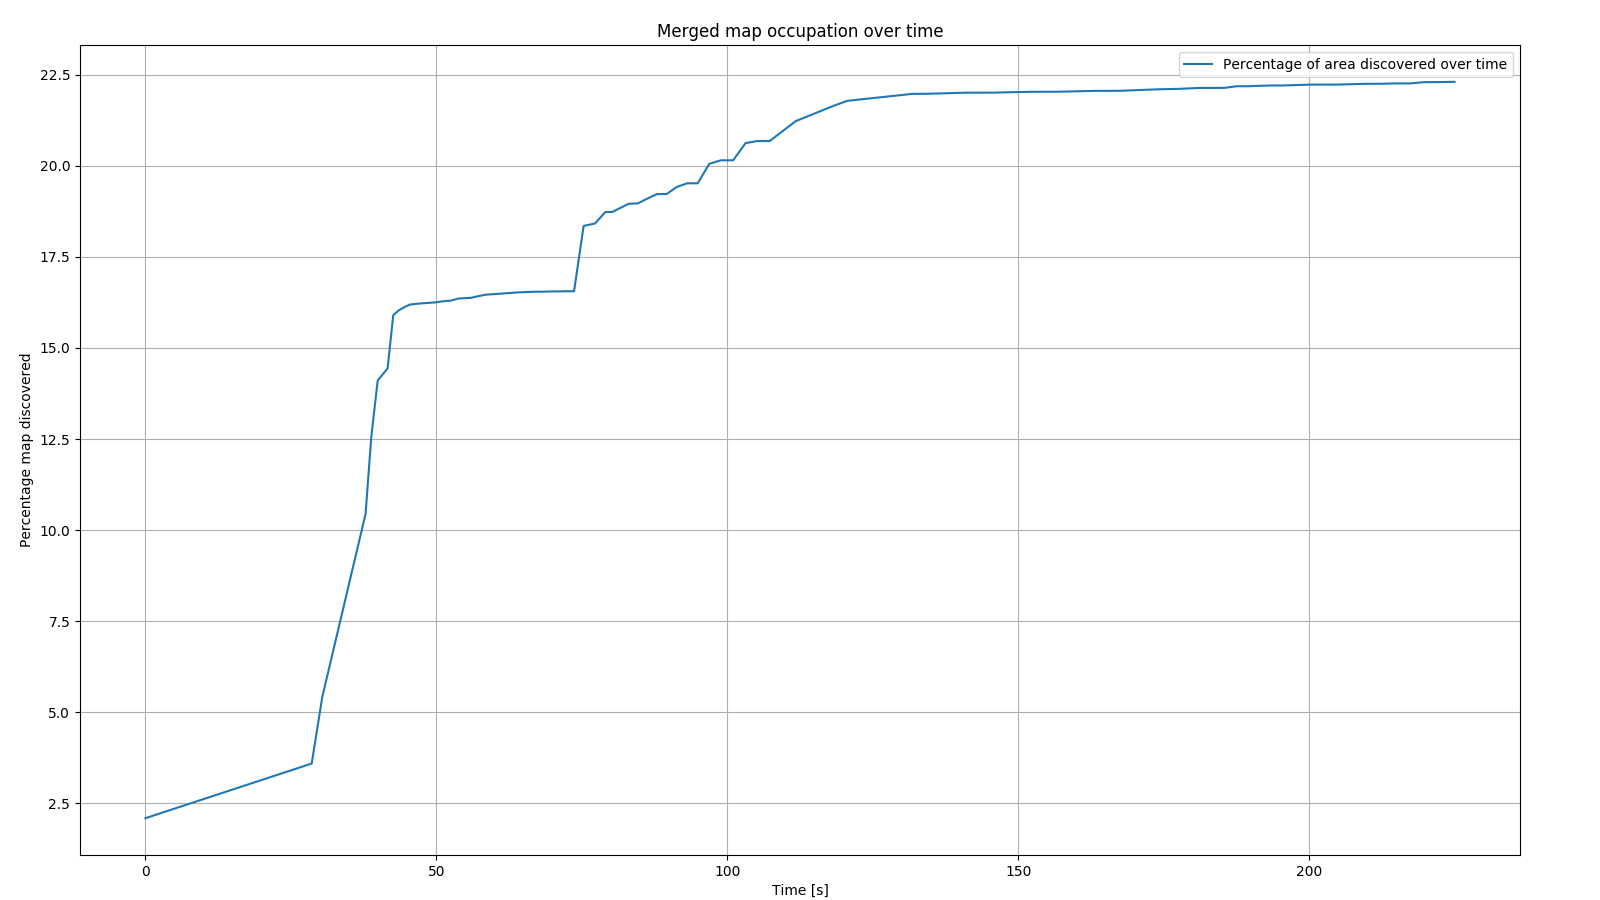 Merged map occupation over time
Percentage of area discovered over time
22.5
20.0
17.5
15.0
12.5
10.0
7.5
5.0
2.5
Percentage map discovered
0 50 100 150 200
Time [s]